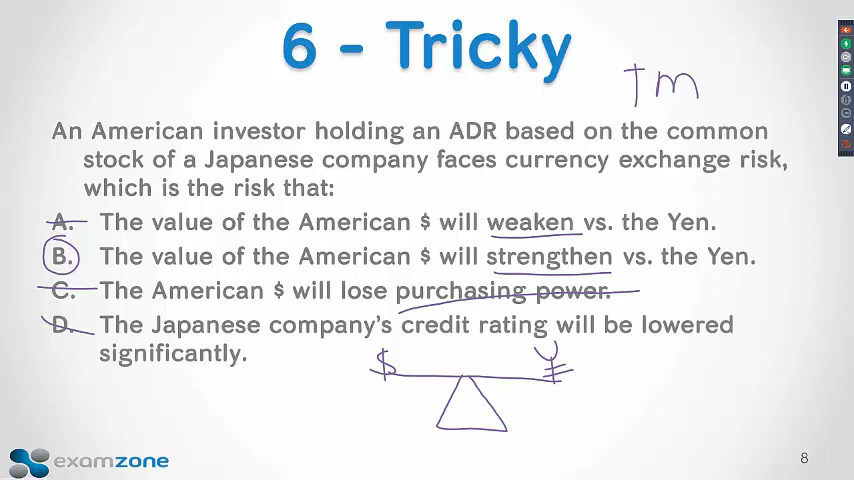 6 - Tricky
TM
An American investor holding an ADR based on the common
stock of a Japanese company faces currency exchange risk,
which is the risk that:
A. The value of the American $ will weaken vs. the Yen.
B. The value of the American $ will strengthen vs. the Yen.
C. The American $ will lose purchasing power.
D. The Japanese company's credit rating will be lowered
significantly.
$ ¥
examzone
8